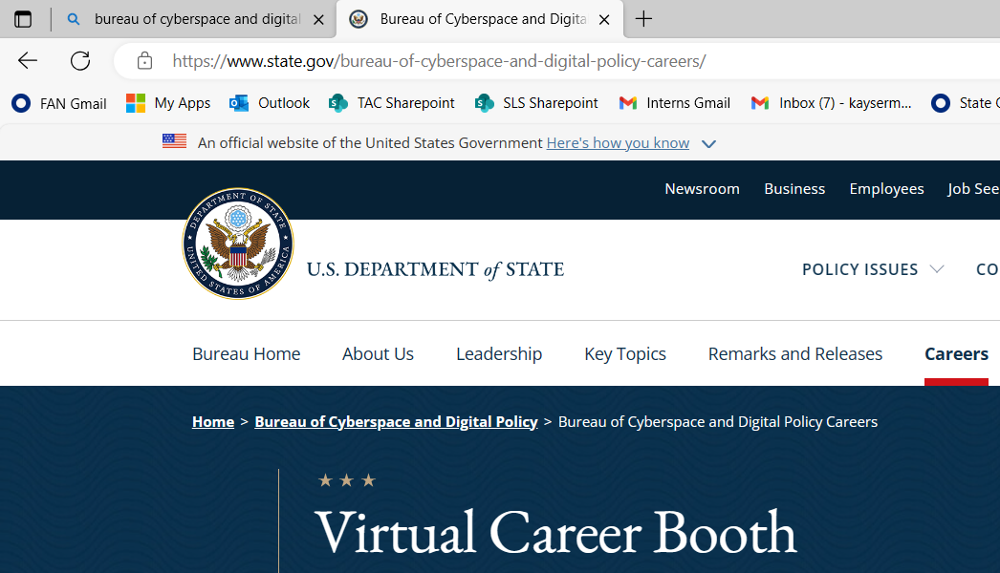 bureau of cyberspace and digital
Bureau of Cyberspace and Digita
https://www.state.gov/bureau-of-cyberspace-and-digital-policy-careers/
FAN Gmail My Apps Outlook TAC Sharepoint SLS Sharepoint Interns Gmail Inbox (7) - kayserm... State
An official website of the United States Government Here's how you know
Newsroom Business Employees Job See
DEPARTMENT OF STATE
UNITED STATES OF AMERICA
U.S. DEPARTMENT of STATE
POLICY ISSUES CO
Bureau Home About Us Leadership Key Topics Remarks and Releases Careers
Home > Bureau of Cyberspace and Digital Policy > Bureau of Cyberspace and Digital Policy Careers
Virtual Career Booth